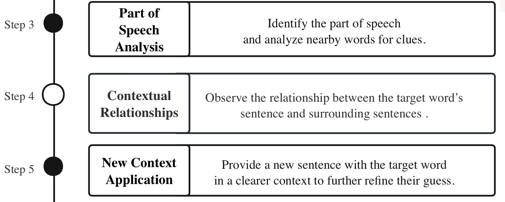 Step 3
Part of
Speech
Analysis
Identify the part of speech
and analyze nearby words for clues.
Step 4
Contextual
Relationships
Observe the relationship between the target word's
sentence and surrounding sentences .
Step 5
New Context
Application
Provide a new sentence with the target word
in a clearer context to further refine their guess.